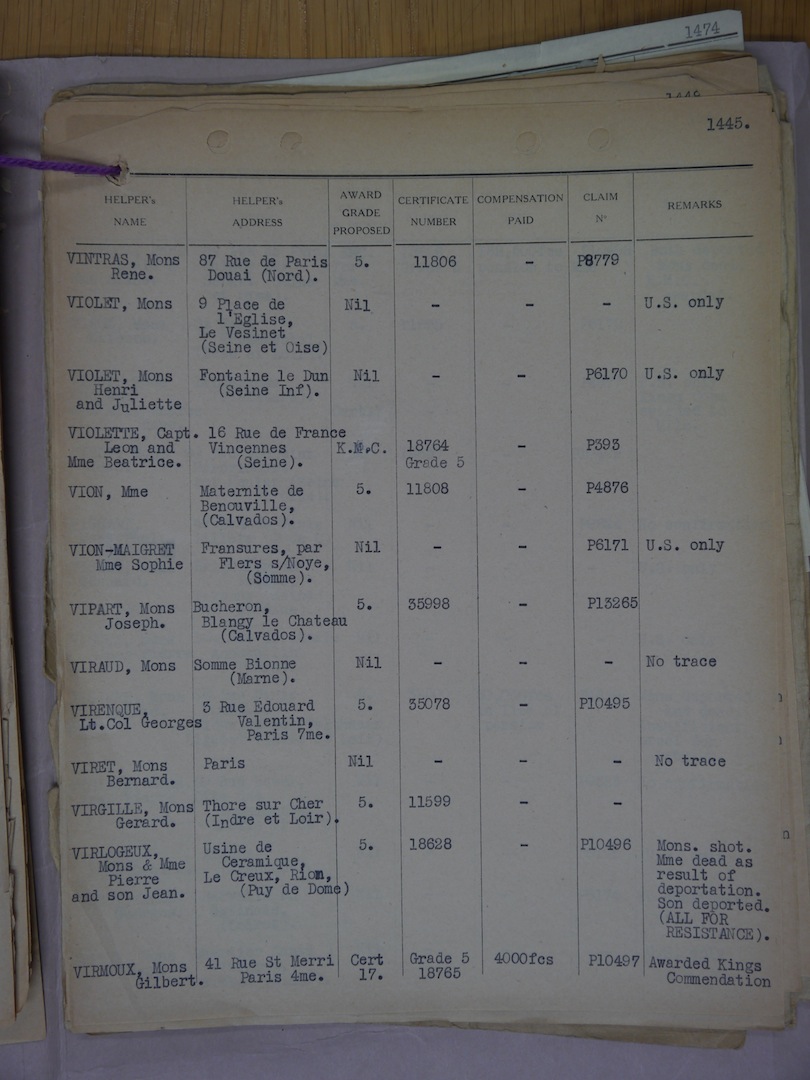 1474
1449
1445.
HELPER's NAME | HELPER's ADDRESS | AWARD GRADE PROPOSED | CERTIFICATE NUMBER | COMPENSATION PAID | CLAIM Nº | REMARKS
VINTRAS, Mons 87 Rue de Paris 5. 11806 - P8779
Rene. Douai (Nord).
VIOLET, Mons 9 Place de Nil - - - U.S. only
l'Eglise,
Le Vesinet
(Seine et Oise)
VIOLET, Mons Fontaine le Dun Nil - - P6170 U.S. only
Henri (Seine Inf).
and Juliette
VIOLETTE, Capt. 16 Rue de France
Leon and Vincennes K.M.C. 18764 - P393
Mme Beatrice. (Seine). Grade 5
VION, Mme Maternite de 5. 11808 - P4876
Benouville,
(Calvados).
VION-MAIGRET Fransures, par Nil - - P6171 U.S. only
Mme Sophie Flers s/Noye,
(Somme).
VIPART, Mons Bucheron, 5. 35998 - P13265
Joseph. Blangy le Chateau
(Calvados).
VIRAUD, Mons Somme Bionne Nil - - - No trace
(Marne).
VIRENQUE, 3 Rue Edouard 5. 35078 - P10495
Lt.Col Georges Valentin,
Paris 7me.
VIRET, Mons Paris Nil - - - No trace
Bernard.
VIRGILLE, Mons Thore sur Cher 5. 11599 - -
Gerard. (Indre et Loir).
VIRLOGEUX, Usine de 5. 18628 - P10496 Mons. shot.
Mons & Mme Ceramique, Mme dead as
Pierre Le Creux, Rion, result of
and son Jean. (Puy de Dome) deportation.
Son deported.
(ALL FOR
RESISTANCE).
VIRMOUX, Mons 41 Rue St Merri Cert Grade 5 4000fcs P10497 Awarded Kings
Gilbert. Paris 4me. 17. 18765 Commendation